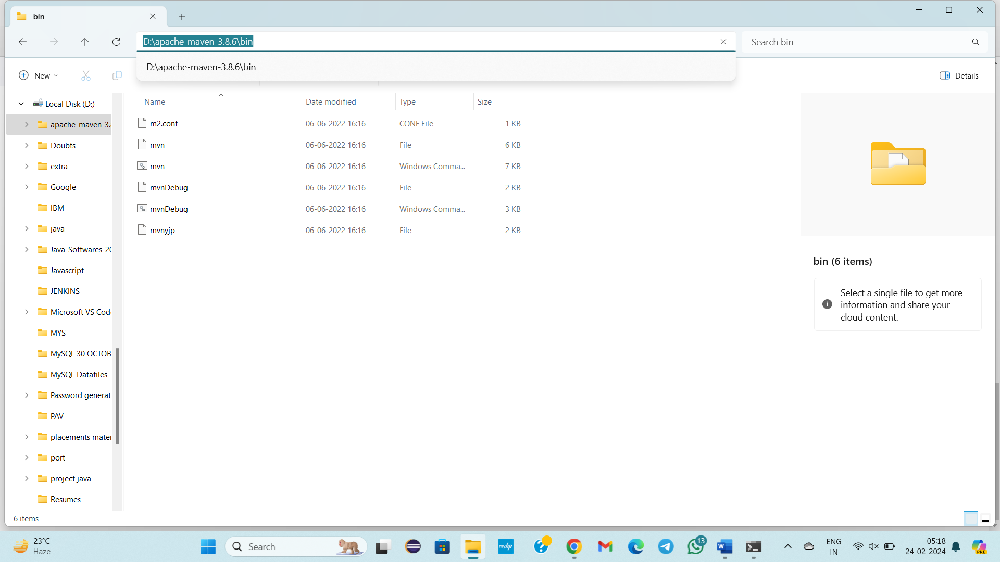 bin
D:\apache-maven-3.8.6\bin
Search bin
D:\apache-maven-3.8.6\bin
New
Details
Local Disk (D:)
apache-maven-3.8
Doubts
extra
Google
IBM
java
Java_Softwares_20
Javascript
JENKINS
Microsoft VS Code
MYS
MySQL 30 OCTOB
MySQL Datafiles
Password generat
PAV
placements mater
port
project java
Resumes
Name Date modified Type Size
m2.conf 06-06-2022 16:16 CONF File 1 KB
mvn 06-06-2022 16:16 File 6 KB
mvn 06-06-2022 16:16 Windows Comma... 7 KB
mvnDebug 06-06-2022 16:16 File 2 KB
mvnDebug 06-06-2022 16:16 Windows Comma... 3 KB
mvnyjp 06-06-2022 16:16 File 2 KB
bin (6 items)
Select a single file to get more
information and share your
cloud content.
6 items
23°C
Haze
Search
myhp
13
ENG
IN
05:18
24-02-2024
PRE